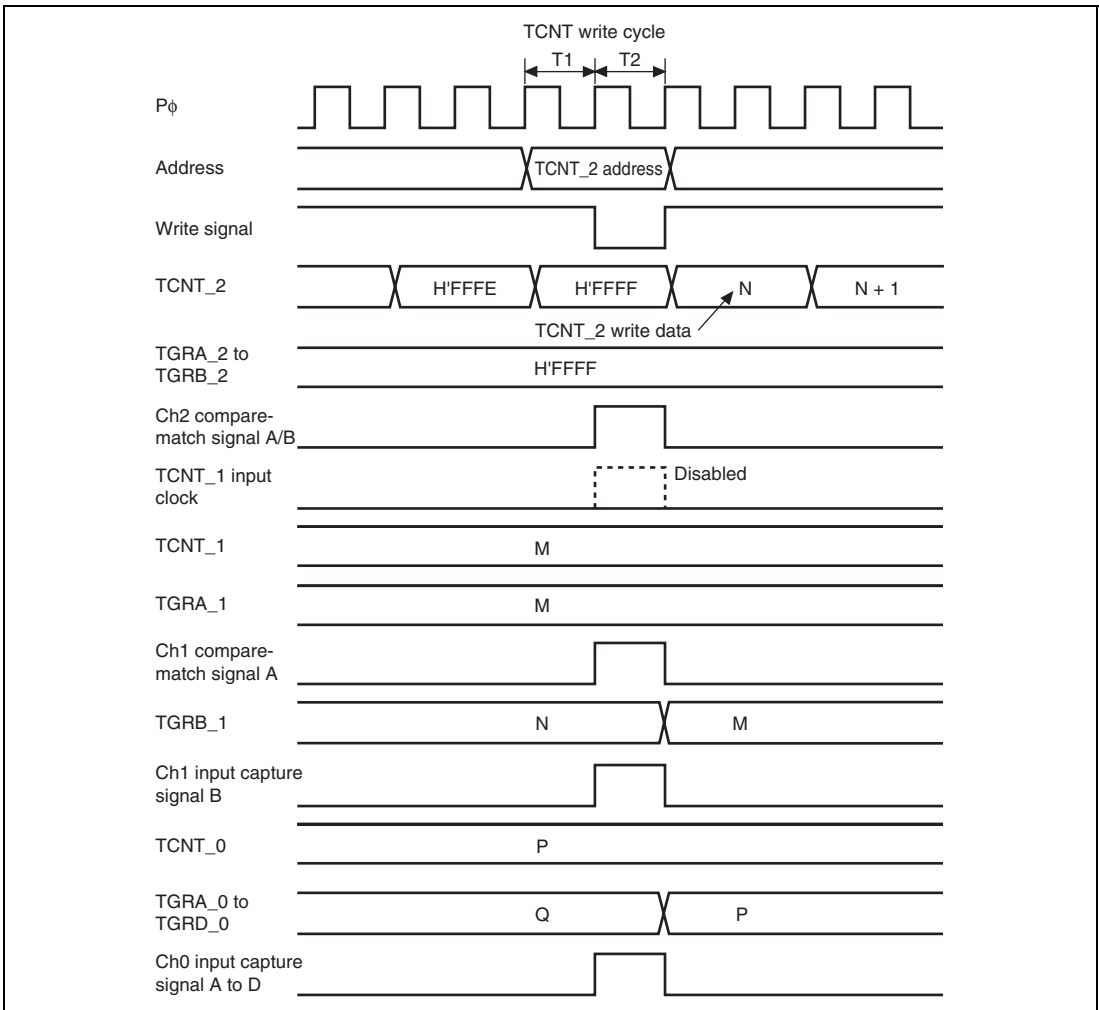 TCNT write cycle
T1 T2
Pφ
Address
TCNT_2 address
Write signal
TCNT_2
H'FFFE H'FFFF N N + 1
TCNT_2 write data
TGRA_2 to
TGRB_2
H'FFFF
Ch2 compare-
match signal A/B
TCNT_1 input
clock
Disabled
TCNT_1
M
TGRA_1
M
Ch1 compare-
match signal A
TGRB_1
N M
Ch1 input capture
signal B
TCNT_0
P
TGRA_0 to
TGRD_0
Q P
Ch0 input capture
signal A to D